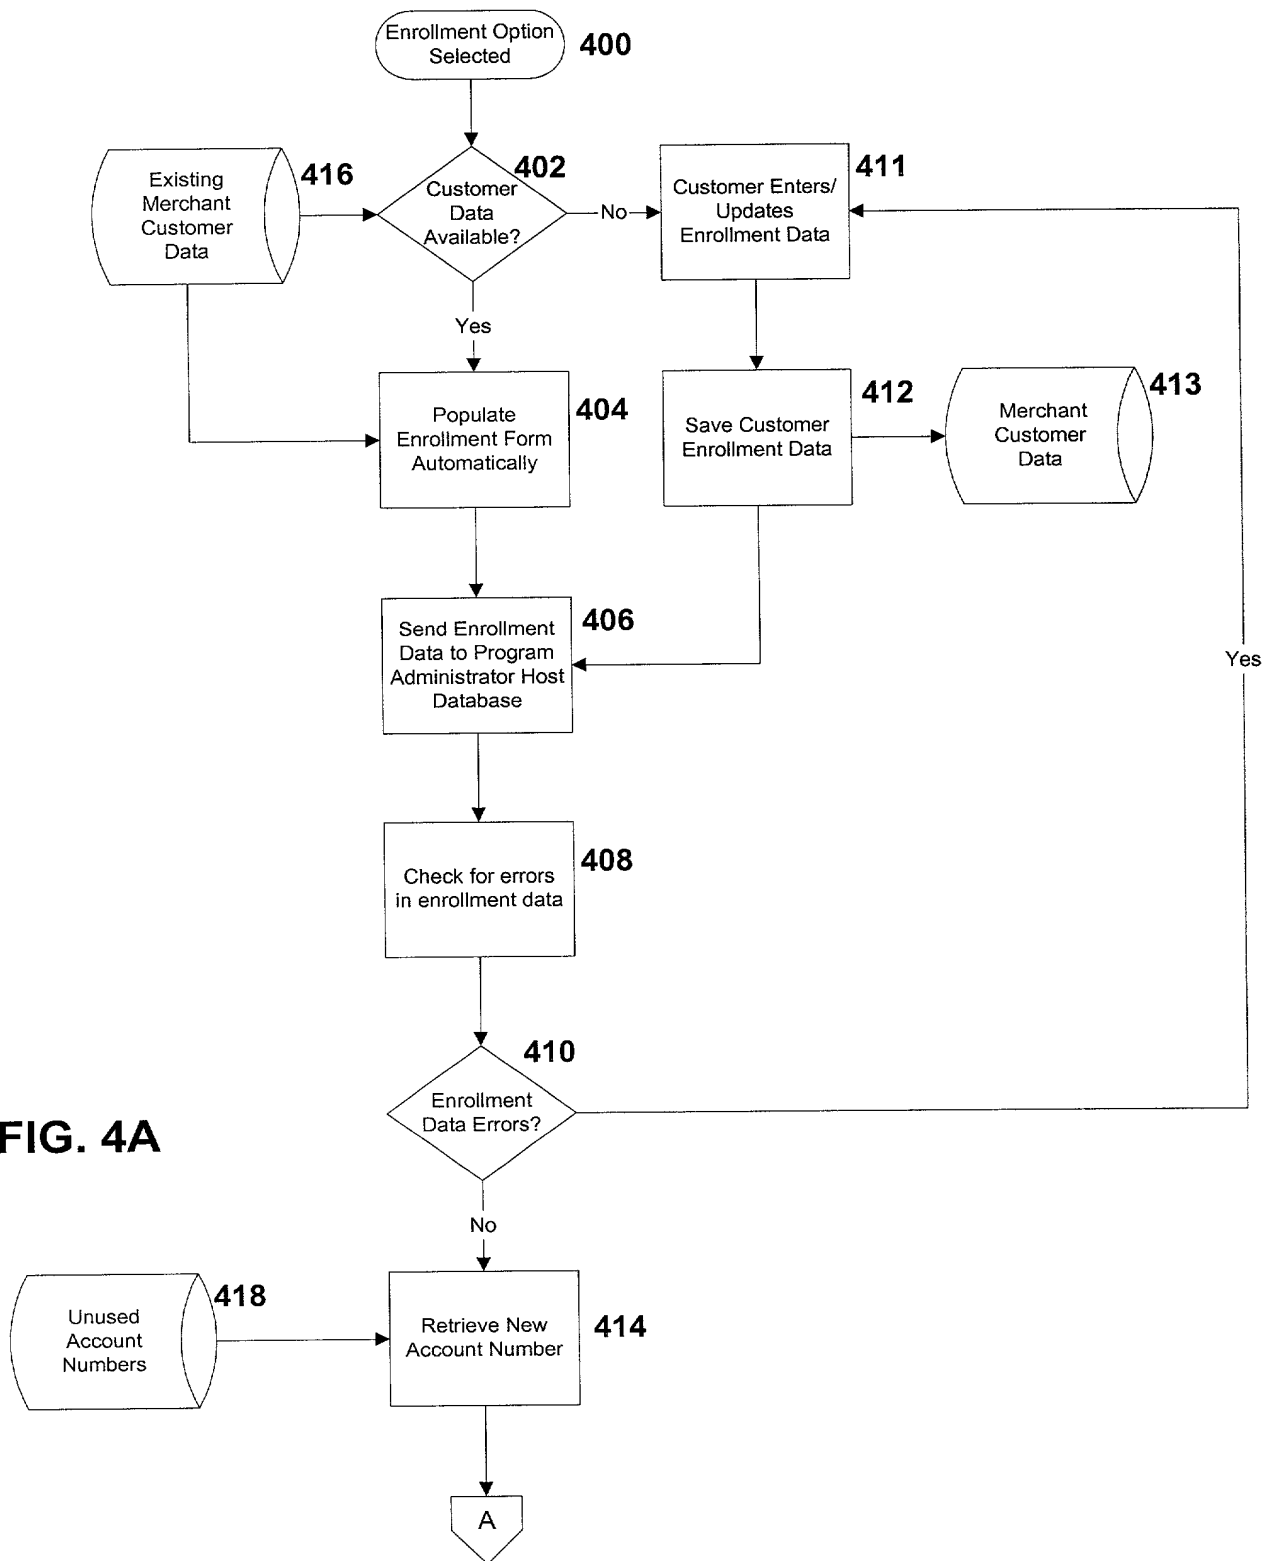 Enrollment Option
Selected
400
Existing
Merchant
Customer
Data
416
402
Customer
Data
Available?
No
411
Customer Enters/
Updates
Enrollment Data
Yes
Populate
Enrollment Form
Automatically
404
Save Customer
Enrollment Data
412
Merchant
Customer
Data
413
Send Enrollment
Data to Program
Administrator Host
Database
406
Yes
Check for errors
in enrollment data
408
410
Enrollment
Data Errors?
FIG. 4A
No
Unused
Account
Numbers
418
Retrieve New
Account Number
414
A